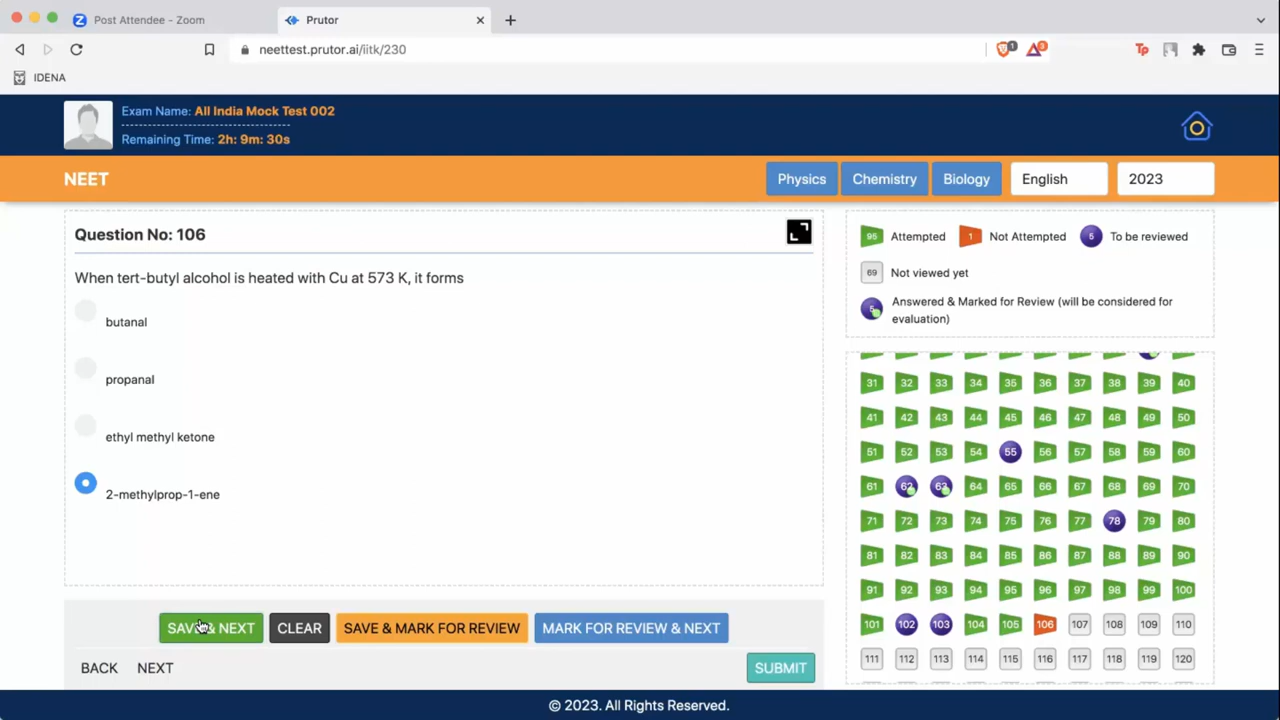 Post Attendee - Zoom
Prutor
neettest.prutor.ai/iitk/230
1
3
Tp
IDENA
Exam Name: All India Mock Test 002
Remaining Time: 2h: 9m: 30s
NEET
Physics
Chemistry
Biology
English
2023
Question No: 106
When tert-butyl alcohol is heated with Cu at 573 K, it forms
butanal
propanal
ethyl methyl ketone
2-methylprop-1-ene
SAVE & NEXT
CLEAR
SAVE & MARK FOR REVIEW
MARK FOR REVIEW & NEXT
BACK
NEXT
SUBMIT
95 Attempted
1 Not Attempted
5 To be reviewed
69 Not viewed yet
5 Answered & Marked for Review (will be considered for
evaluation)
31 32 33 34 35 36 37 38 39 40
41 42 43 44 45 46 47 48 49 50
51 52 53 54 55 56 57 58 59 60
61 62 63 64 65 66 67 68 69 70
71 72 73 74 75 76 77 78 79 80
81 82 83 84 85 86 87 88 89 90
91 92 93 94 95 96 97 98 99 100
101 102 103 104 105 106 107 108 109 110
111 112 113 114 115 116 117 118 119 120
© 2023. All Rights Reserved.